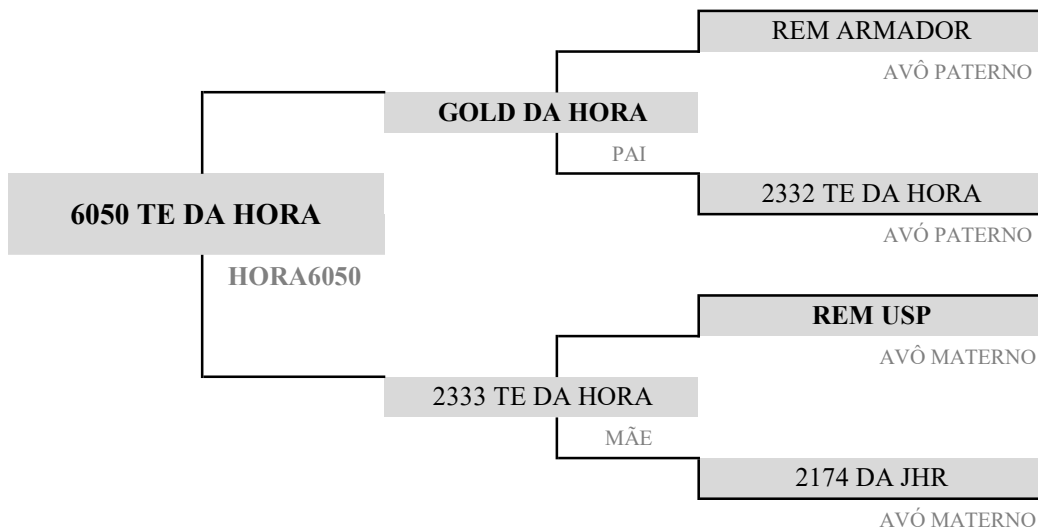 REM ARMADOR
AVÔ PATERNO
GOLD DA HORA
PAI
2332 TE DA HORA
AVÓ PATERNO
6050 TE DA HORA
HORA6050
REM USP
AVÔ MATERNO
2333 TE DA HORA
MÃE
2174 DA JHR
AVÓ MATERNO